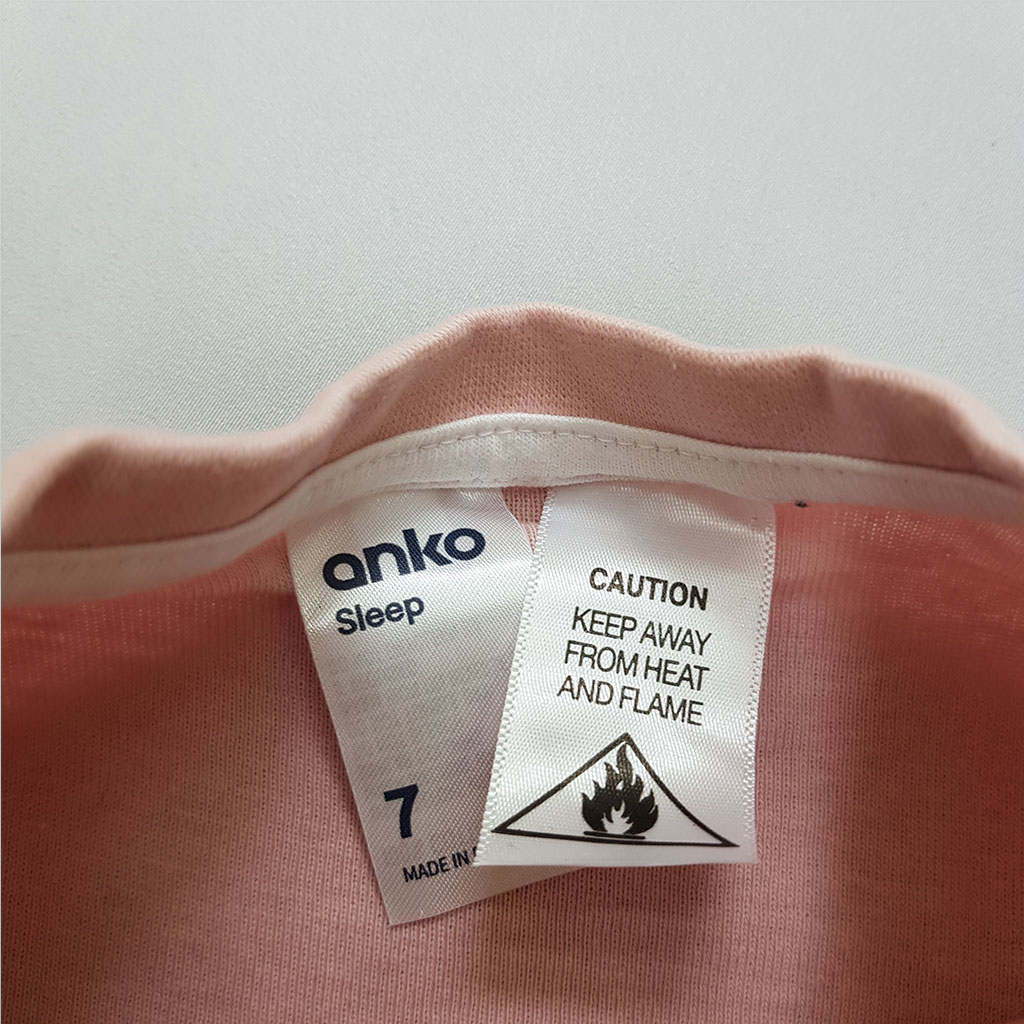 anko
Sleep
7
MADE IN
CAUTION
KEEP AWAY
FROM HEAT
AND FLAME